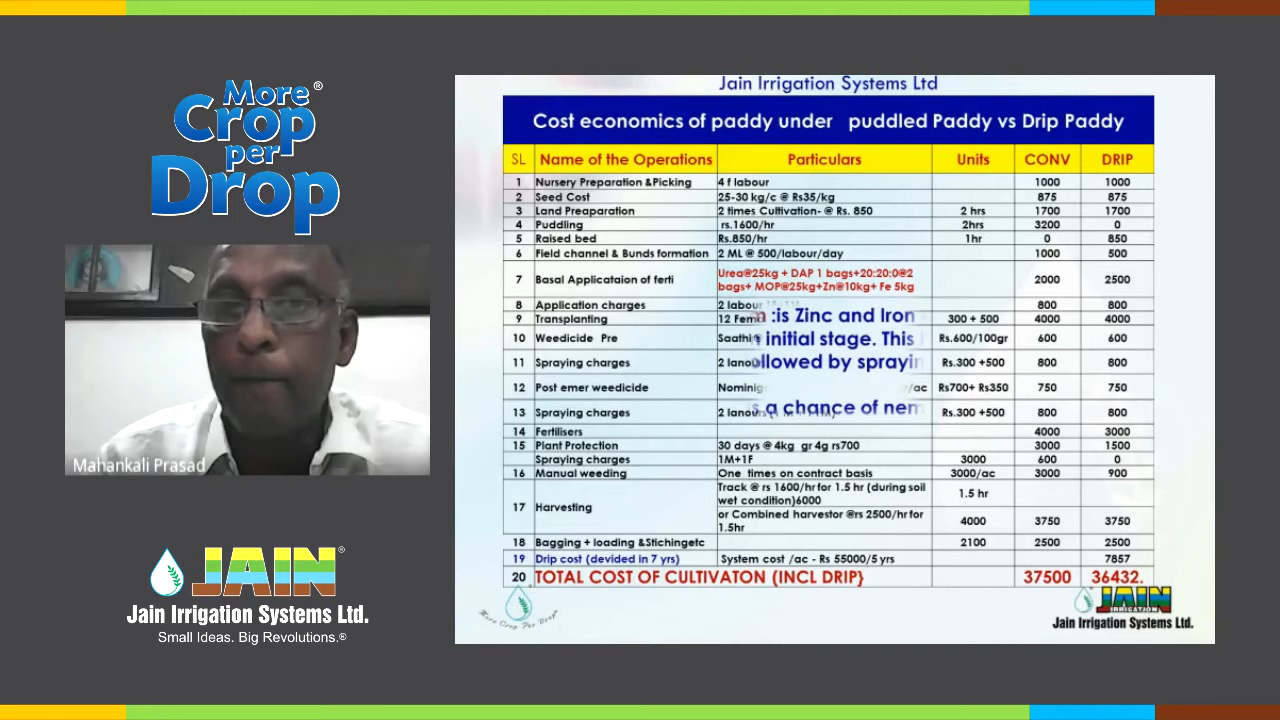 More
Crop
per
Drop
®
Mahankali Prasad
JAIN®
Jain Irrigation Systems Ltd.
Small Ideas. Big Revolutions.®
Jain Irrigation Systems Ltd
Cost economics of paddy under puddled Paddy vs Drip Paddy
SL Name of the Operations Particulars Units CONV DRIP
1 Nursery Preparation &Picking 4 f labour 1000 1000
2 Seed Cost 25-30 kg/c @ Rs35/kg 875 875
3 Land Preaparation 2 times Cultivation- @ Rs. 850 2 hrs 1700 1700
4 Puddling rs.1600/hr 2hrs 3200 0
5 Raised bed Rs.850/hr 1hr 0 850
6 Field channel & Bunds formation 2 ML @ 500/labour/day 1000 500
7 Basal Applicataion of ferti Urea@25kg + DAP 1 bags+20:20:0@2 2000 2500
bags+ MOP@25kg+Zn@10kg+ Fe 5kg
8 Application charges 2 labour 800 800
9 Transplanting 12 :is Zinc and Iron 300 + 500 4000 4000
10 Weedicide Pre initial stage. This Rs.600/100gr 600 600
11 Spraying charges 2 Rs.300 +500 800 800
12 Post emer weedicide /ac Rs700+ Rs350 750 750
13 Spraying charges 2 a chance of Rs.300 +500 800 800
14 Fertilisers 4000 3000
15 Plant Protection 30 days @ 4kg gr 4g rs700 3000 1500
Spraying charges 1M+1F 3000 600 0
16 Manual weeding One times on contract basis 3000/ac 3000 900
17 Harvesting Track @ rs 1600/hr for 1.5 hr (during soil 1.5 hr
wet condition)6000
or Combined harvestor @rs 2500/hr for 4000 3750 3750
1.5hr
18 Bagging + loading &Stichingetc 2100 2500 2500
19 Drip cost (devided in 7 yrs) System cost /ac - Rs 55000/5 yrs 7857
20 TOTAL COST OF CULTIVATON (INCL DRIP} 37500 36432.
More Crop Per Drop
JAIN
IRRIGATION
Jain Irrigation Systems Ltd.